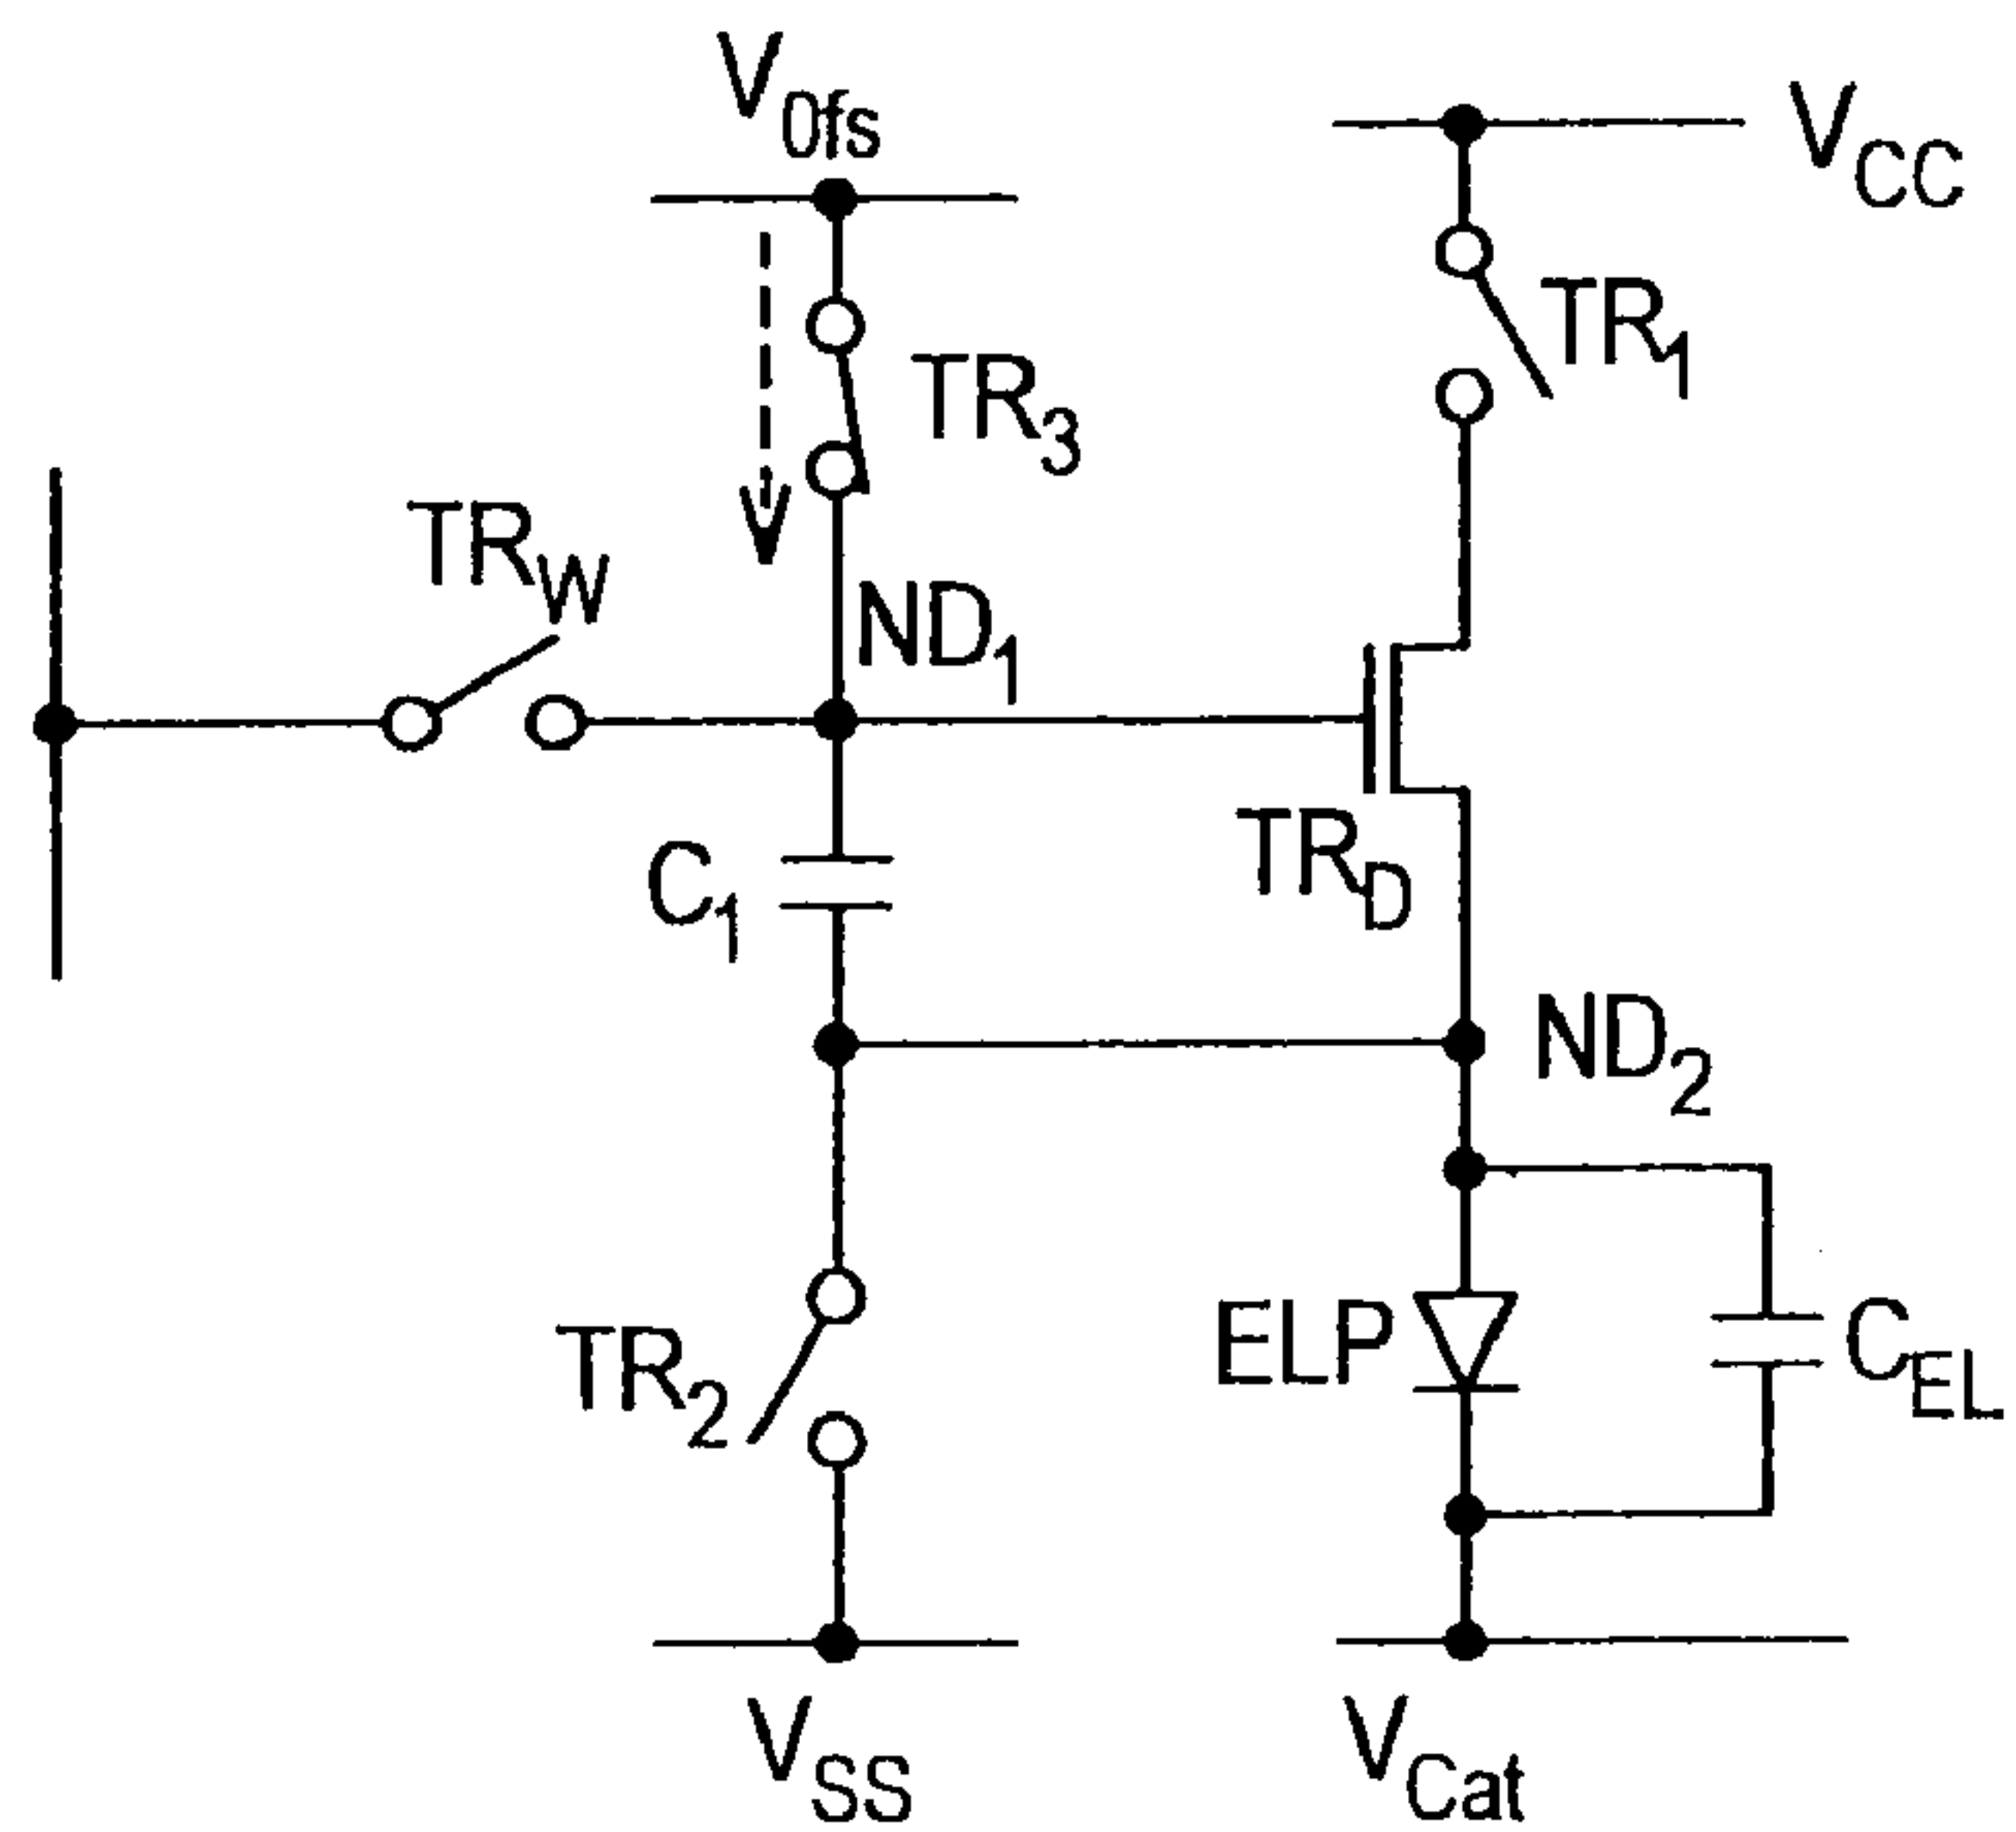 V0fs
VCC
TR1
TR3
TRW
ND1
C1
TRD
ND2
TR2
ELP
CEL
VSS
VCat